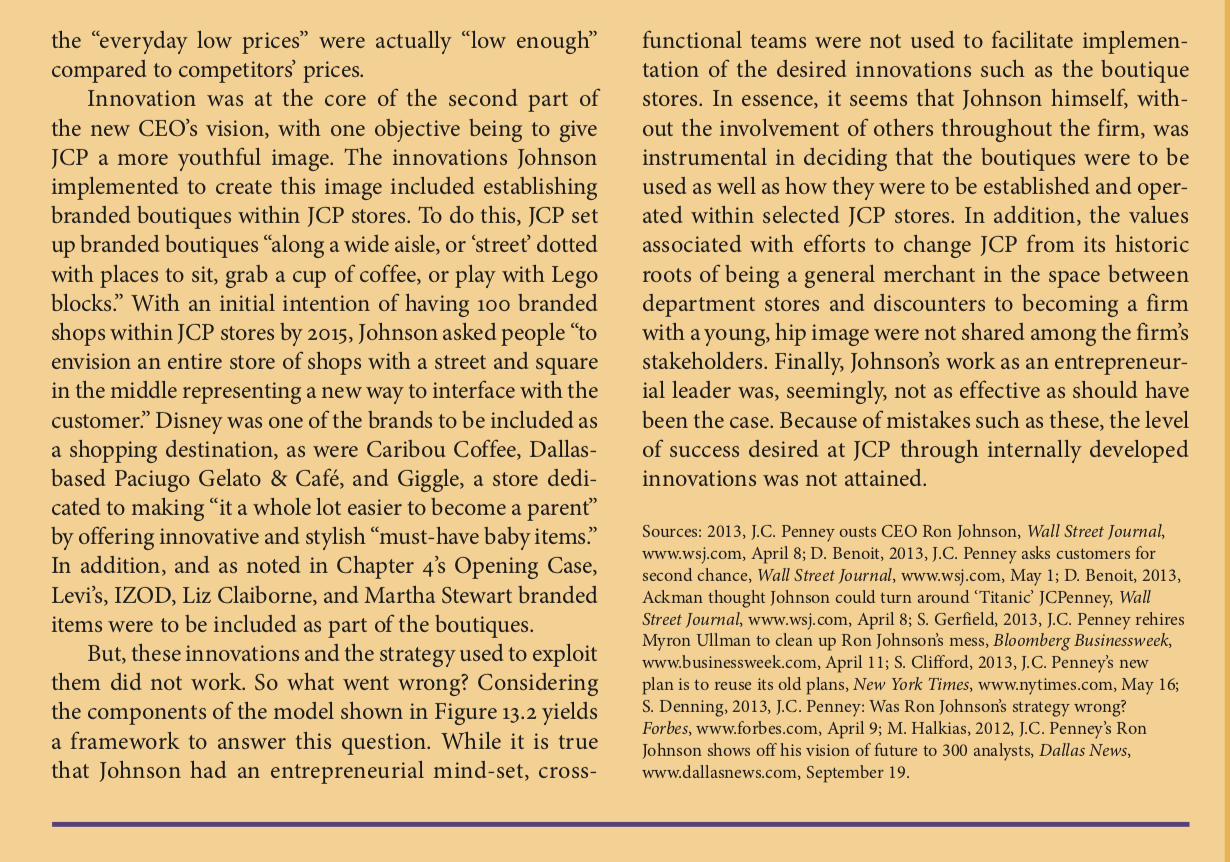 the “everyday low prices” were actually “low enough”
compared to competitors’ prices.
Innovation was at the core of the second part of
the new CEO’s vision, with one objective being to give
JCP a more youthful image. The innovations Johnson
implemented to create this image included establishing
branded boutiques within JCP stores. To do this, JCP set
up branded boutiques “along a wide aisle, or ‘street’ dotted
with places to sit, grab a cup of coffee, or play with Lego
blocks.” With an initial intention of having 100 branded
shops within JCP stores by 2015, Johnson asked people “to
envision an entire store of shops with a street and square
in the middle representing a new way to interface with the
customer.” Disney was one of the brands to be included as
a shopping destination, as were Caribou Coffee, Dallas-
based Paciugo Gelato & Café, and Giggle, a store dedi-
cated to making “it a whole lot easier to become a parent”
by offering innovative and stylish “must-have baby items.”
In addition, and as noted in Chapter 4’s Opening Case,
Levi’s, IZOD, Liz Claiborne, and Martha Stewart branded
items were to be included as part of the boutiques.
But, these innovations and the strategy used to exploit
them did not work. So what went wrong? Considering
the components of the model shown in Figure 13.2 yields
a framework to answer this question. While it is true
that Johnson had an entrepreneurial mind-set, cross-
functional teams were not used to facilitate implemen-
tation of the desired innovations such as the boutique
stores. In essence, it seems that Johnson himself, with-
out the involvement of others throughout the firm, was
instrumental in deciding that the boutiques were to be
used as well as how they were to be established and oper-
ated within selected JCP stores. In addition, the values
associated with efforts to change JCP from its historic
roots of being a general merchant in the space between
department stores and discounters to becoming a firm
with a young, hip image were not shared among the firm’s
stakeholders. Finally, Johnson’s work as an entrepreneur-
ial leader was, seemingly, not as effective as should have
been the case. Because of mistakes such as these, the level
of success desired at JCP through internally developed
innovations was not attained.
Sources: 2013, J.C. Penney ousts CEO Ron Johnson, Wall Street Journal,
www.wsj.com, April 8; D. Benoit, 2013, J.C. Penney asks customers for
second chance, Wall Street Journal, www.wsj.com, May 1; D. Benoit, 2013,
Ackman thought Johnson could turn around ‘Titanic’ JCPenney, Wall
Street Journal, www.wsj.com, April 8; S. Gerfield, 2013, J.C. Penney rehires
Myron Ullman to clean up Ron Johnson’s mess, Bloomberg Businessweek,
www.businessweek.com, April 11; S. Clifford, 2013, J.C. Penney’s new
plan is to reuse its old plans, New York Times, www.nytimes.com, May 16;
S. Denning, 2013, J.C. Penney: Was Ron Johnson’s strategy wrong?
Forbes, www.forbes.com, April 9; M. Halkias, 2012, J.C. Penney’s Ron
Johnson shows off his vision of future to 300 analysts, Dallas News,
www.dallasnews.com, September 19.